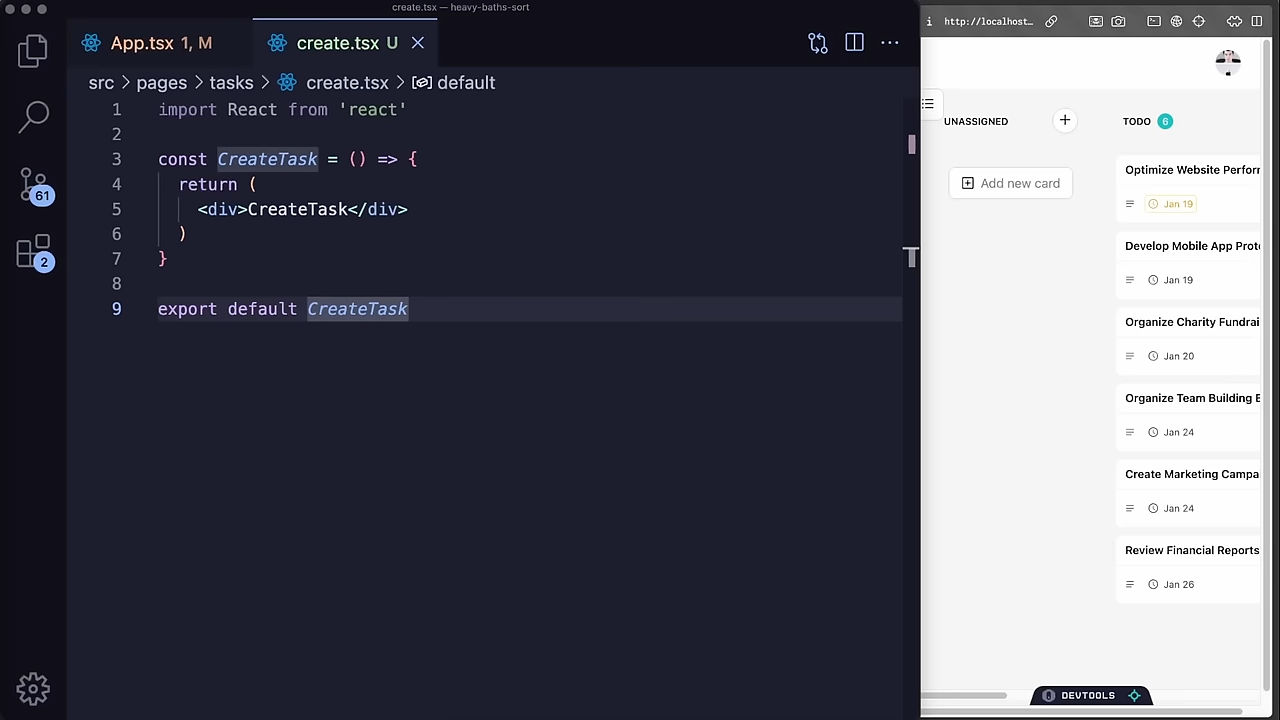 create.tsx — heavy-baths-sort
App.tsx 1, M
create.tsx U
src > pages > tasks > create.tsx > default
1 import React from 'react'
2
3 const CreateTask = () => {
4 return (
5 <div>CreateTask</div>
6 )
7 }
8
9 export default CreateTask
61
2
http://localhost...
UNASSIGNED
Add new card
TODO 6
Optimize Website Perfor
Jan 19
Develop Mobile App Prot
Jan 19
Organize Charity Fundrai
Jan 20
Organize Team Building E
Jan 24
Create Marketing Campa
Jan 24
Review Financial Reports
Jan 26
DEVTOOLS